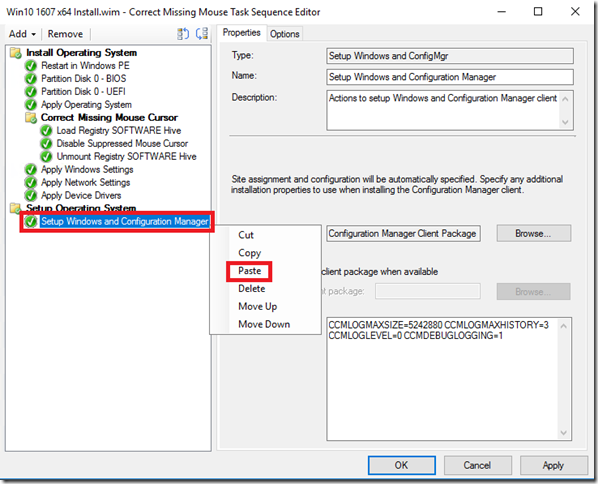 Win10 1607 x64 Install.wim - Correct Missing Mouse Task Sequence Editor
Add
Remove
Install Operating System
Restart in Windows PE
Partition Disk 0 - BIOS
Partition Disk 0 - UEFI
Apply Operating System
Correct Missing Mouse Cursor
Load Registry SOFTWARE Hive
Disable Suppressed Mouse Cursor
Unmount Registry SOFTWARE Hive
Apply Windows Settings
Apply Network Settings
Apply Device Drivers
Setup Operating System
Setup Windows and Configuration Manager
Cut
Copy
Paste
Delete
Move Up
Move Down
Properties
Options
Type:
Setup Windows and ConfigMgr
Name:
Setup Windows and Configuration Manager
Description:
Actions to setup Windows and Configuration Manager client
Site assignment and configuration will be automatically specified. Specify any additional
installation properties to use when installing the Configuration Manager client.
Configuration Manager Client Package
Browse...
client package when available
nt package:
Browse...
CCMLOGMAXSIZE=5242880 CCMLOGMAXHISTORY=3
CCMLOGLEVEL=0 CCMDEBUGLOGGING=1
OK
Cancel
Apply